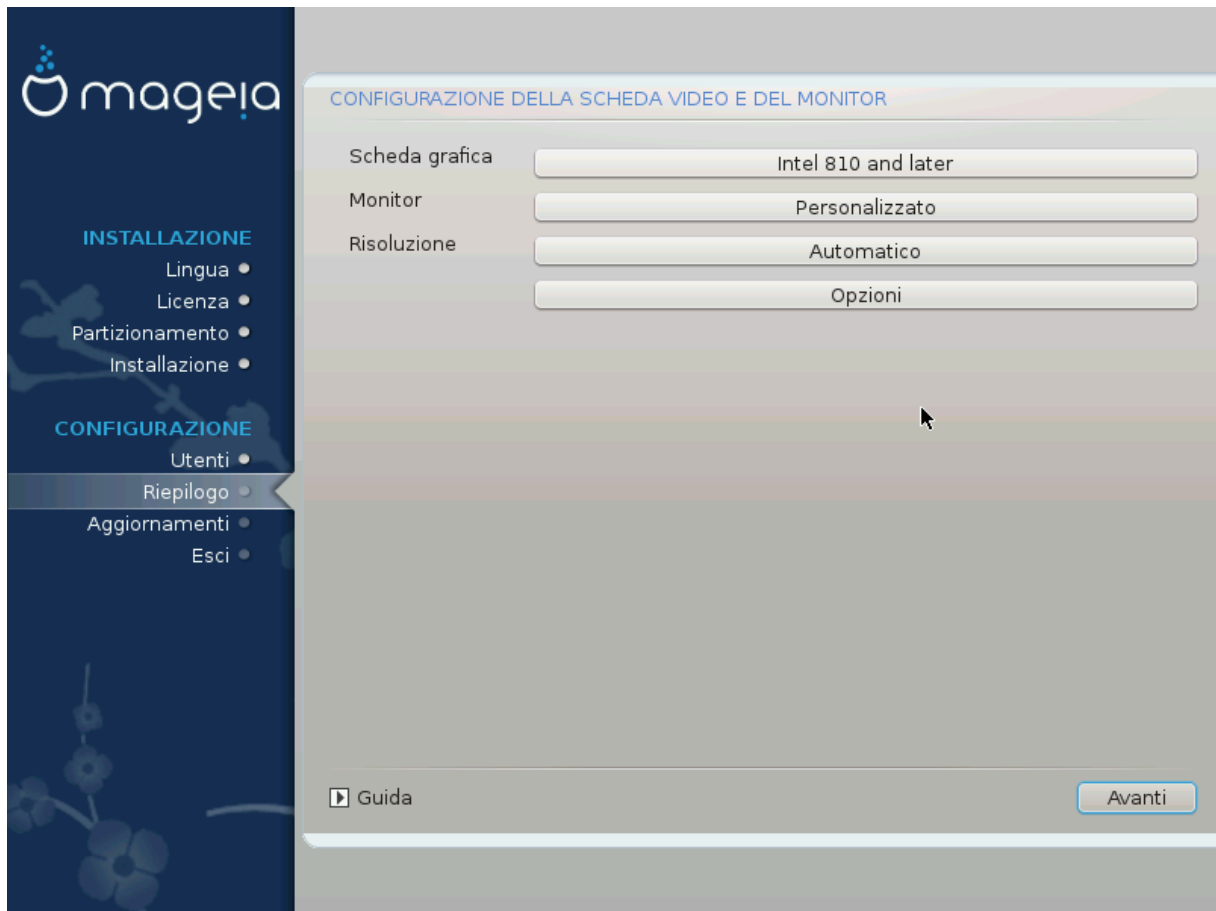 mageia
INSTALLAZIONE
Lingua
Licenza
Partizionamento
Installazione
CONFIGURAZIONE
Utenti
Riepilogo
Aggiornamenti
Esci
CONFIGURAZIONE DELLA SCHEDA VIDEO E DEL MONITOR
Scheda grafica Intel 810 and later
Monitor Personalizzato
Risoluzione Automatico
Opzioni
Guida Avanti